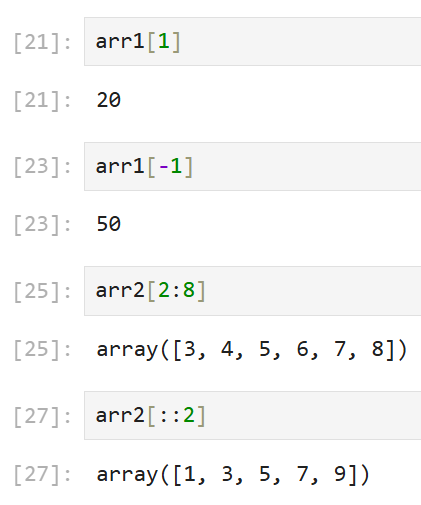 [21]: arr1[1]
[21]: 20
[23]: arr1[-1]
[23]: 50
[25]: arr2[2:8]
[25]: array([3, 4, 5, 6, 7, 8])
[27]: arr2[::2]
[27]: array([1, 3, 5, 7, 9])